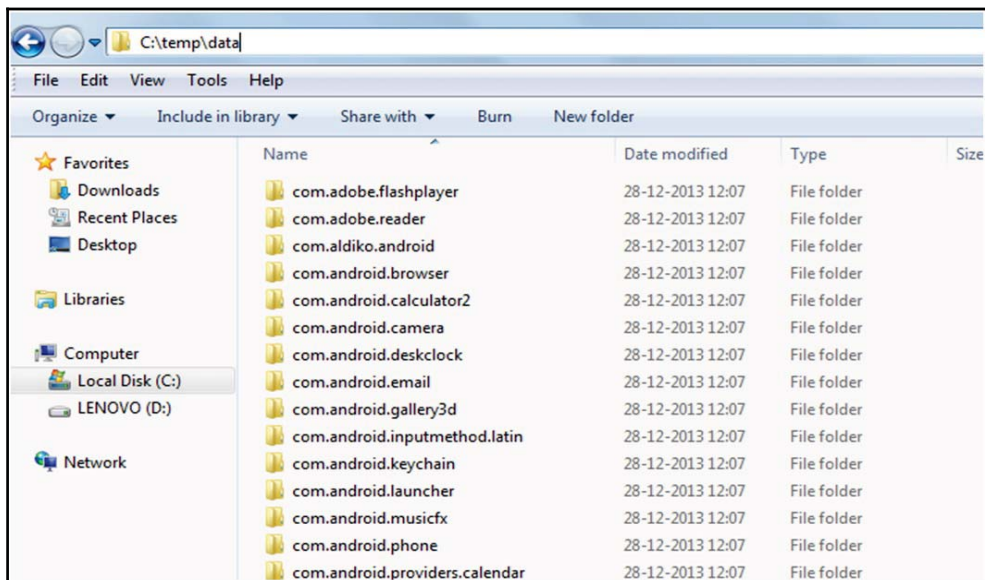 C:\temp\data
File Edit View Tools Help
Organize Include in library Share with Burn New folder
Favorites
Downloads
Recent Places
Desktop
Libraries
Computer
Local Disk (C:)
LENOVO (D:)
Network
Name Date modified Type Size
com.adobe.flashplayer 28-12-2013 12:07 File folder
com.adobe.reader 28-12-2013 12:07 File folder
com.aldiko.android 28-12-2013 12:07 File folder
com.android.browser 28-12-2013 12:07 File folder
com.android.calculator2 28-12-2013 12:07 File folder
com.android.camera 28-12-2013 12:07 File folder
com.android.deskclock 28-12-2013 12:07 File folder
com.android.email 28-12-2013 12:07 File folder
com.android.gallery3d 28-12-2013 12:07 File folder
com.android.inputmethod.latin 28-12-2013 12:07 File folder
com.android.keychain 28-12-2013 12:07 File folder
com.android.launcher 28-12-2013 12:07 File folder
com.android.musicfx 28-12-2013 12:07 File folder
com.android.phone 28-12-2013 12:07 File folder
com.android.providers.calendar 28-12-2013 12:07 File folder